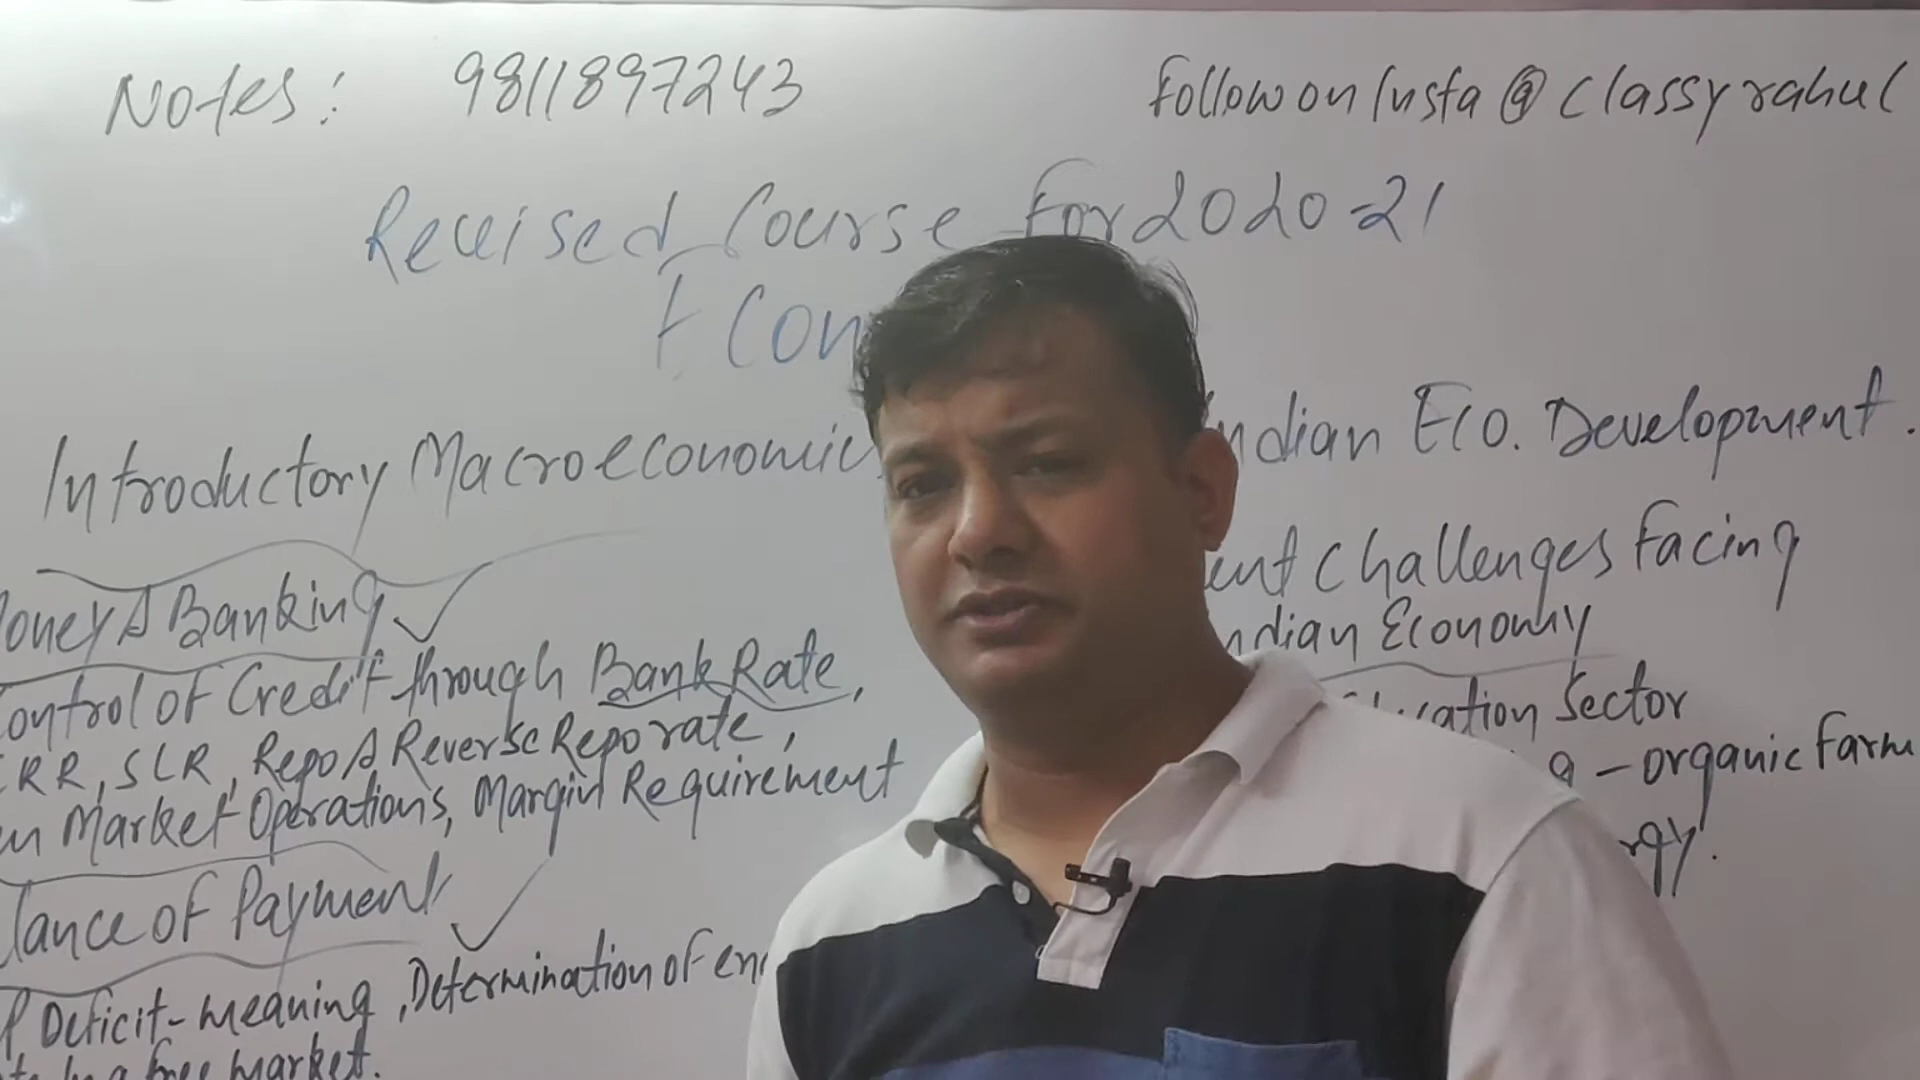 Notes: 9811897243
Follow on Insta @ classyrahul
Revised Course For 2020-21
Introductory Macroeconomic
Indian Eco. Development.
Money & Banking
Control of Credit through Bank Rate,
CRR, SLR, Repo & Reverse Repo rate,
Market Operations, Margin Requirement
of Payment
Deficit-meaning, Determination of
in a free market.
Challenges Facing
Indian Economy
Sector
- organic Farm